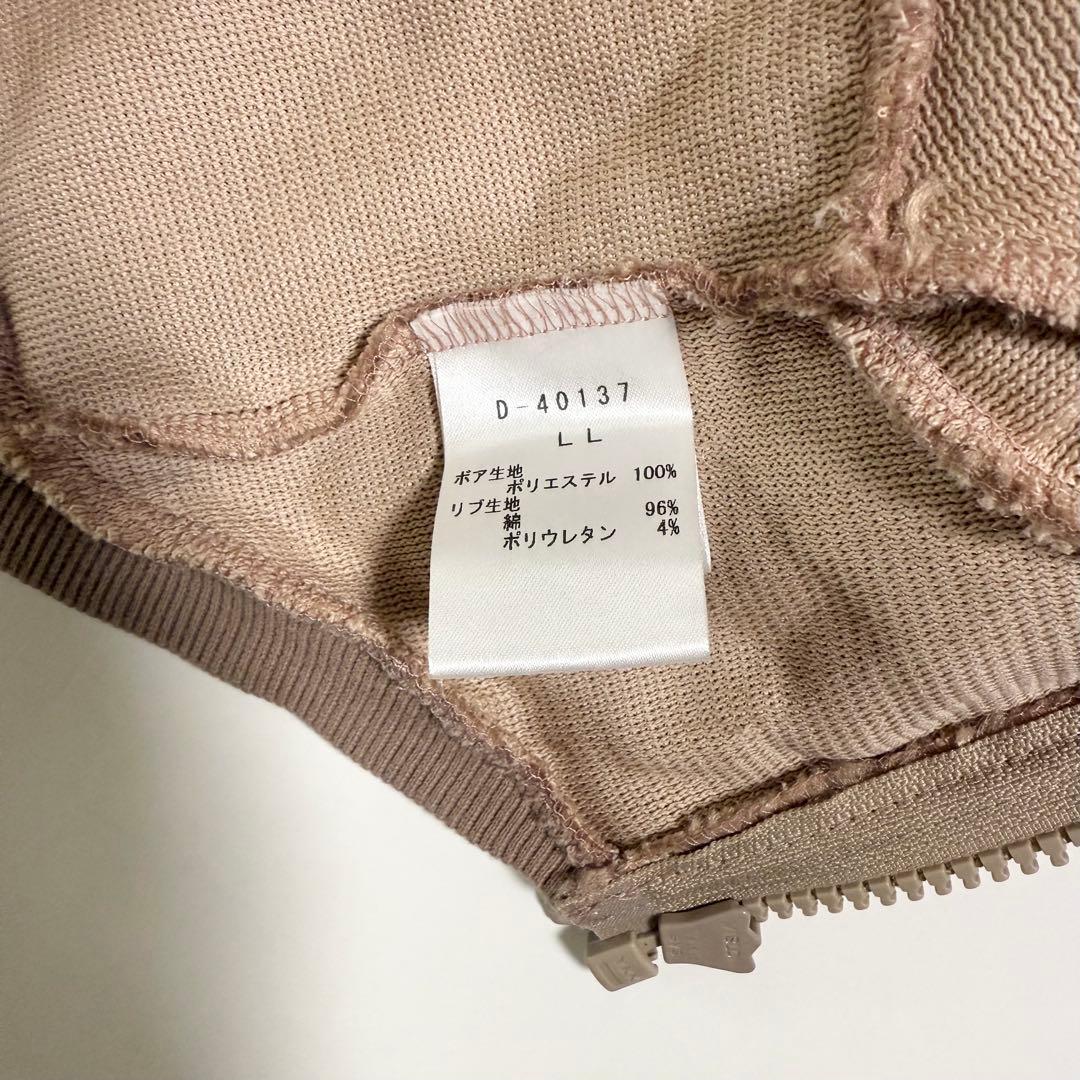 D-40137
LL
ボア生地
ポリエステル 100%
リブ生地
綿 96%
ポリウレタン 4%
YKK